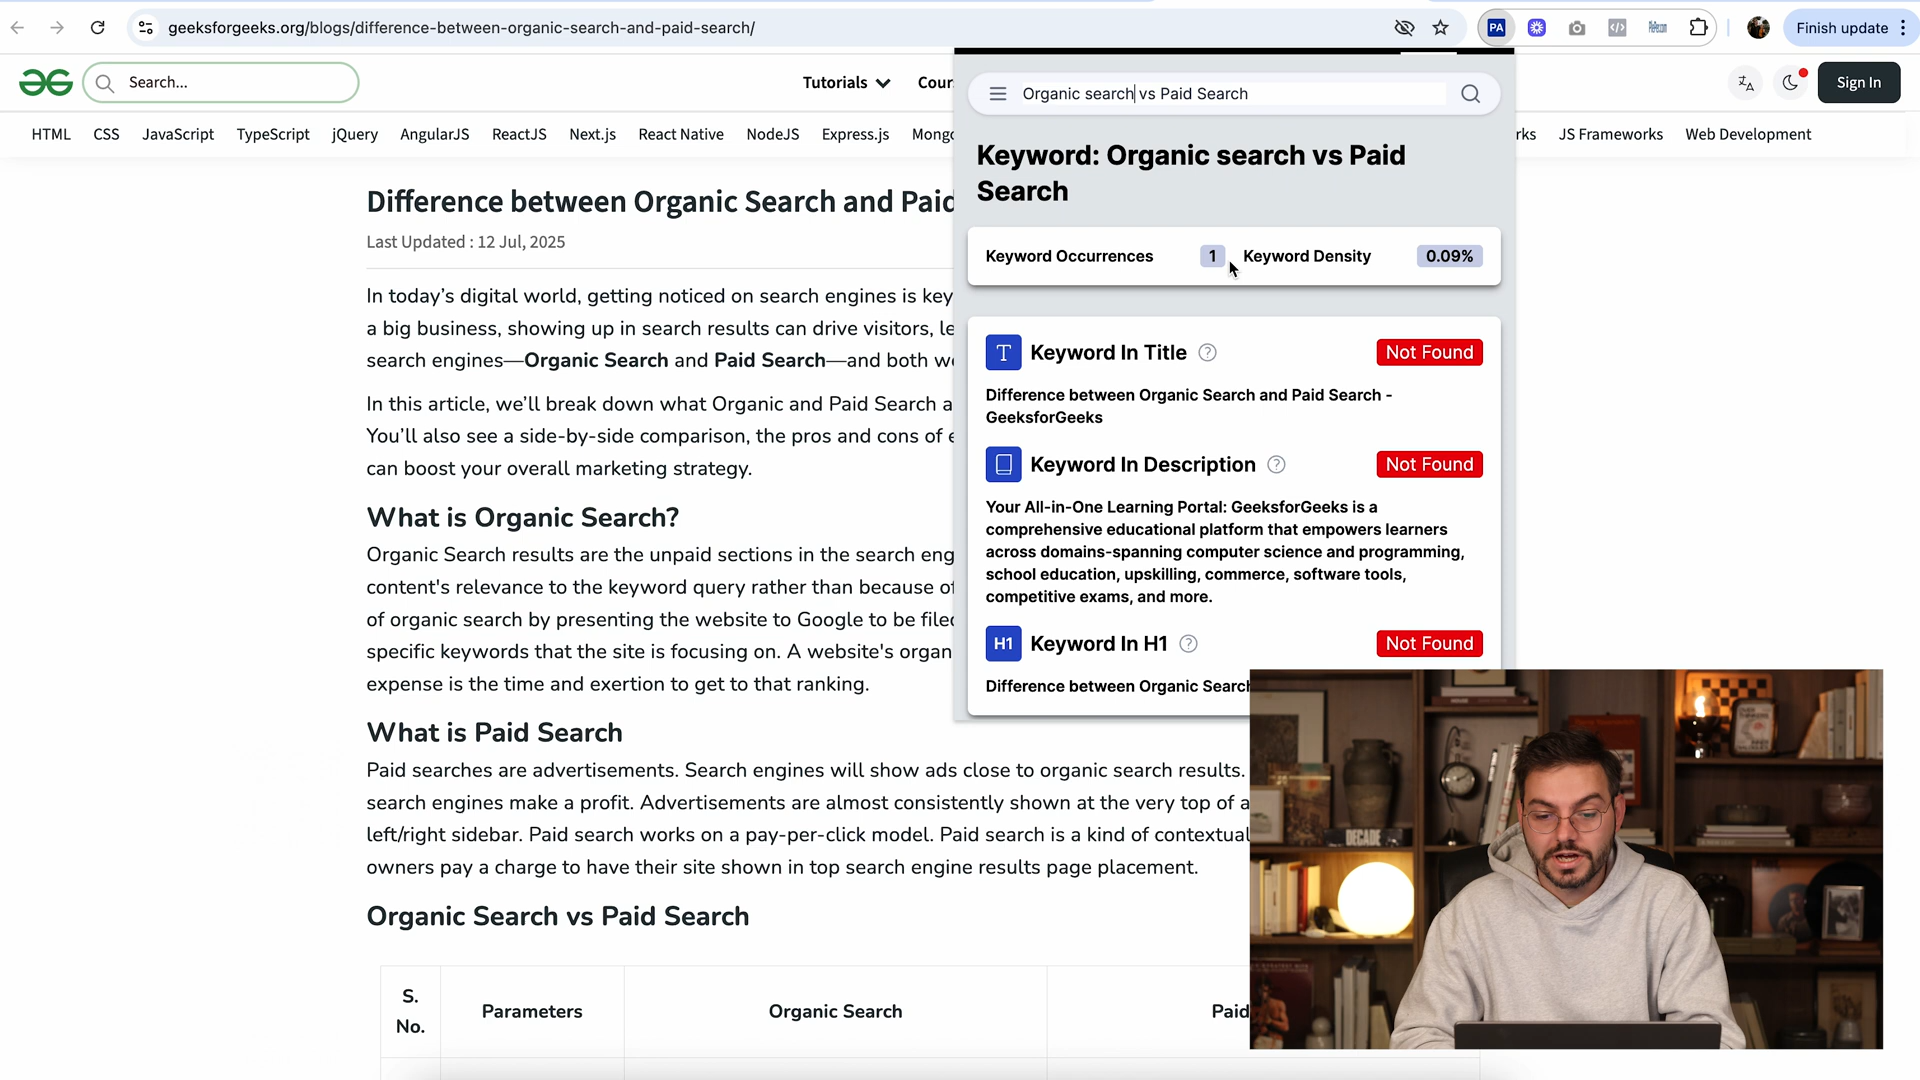 geeksforgeeks.org/blogs/difference-between-organic-search-and-paid-search/
PA
Finish update
Search...
Tutorials
Cour
Sign In
HTML
CSS
JavaScript
TypeScript
jQuery
AngularJS
ReactJS
Next.js
React Native
NodeJS
Express.js
Mongo
rks
JS Frameworks
Web Development
Difference between Organic Search and Paid
Last Updated : 12 Jul, 2025
In today's digital world, getting noticed on search engines is key
a big business, showing up in search results can drive visitors, le
search engines—Organic Search and Paid Search—and both wo
In this article, we'll break down what Organic and Paid Search a
You'll also see a side-by-side comparison, the pros and cons of e
can boost your overall marketing strategy.
What is Organic Search?
Organic Search results are the unpaid sections in the search eng
content's relevance to the keyword query rather than because of
of organic search by presenting the website to Google to be filed
specific keywords that the site is focusing on. A website's organ
expense is the time and exertion to get to that ranking.
What is Paid Search
Paid searches are advertisements. Search engines will show ads close to organic search results.
search engines make a profit. Advertisements are almost consistently shown at the very top of a
left/right sidebar. Paid search works on a pay-per-click model. Paid search is a kind of contextual
owners pay a charge to have their site shown in top search engine results page placement.
Organic Search vs Paid Search
S.
No.
Parameters
Organic Search
Paid
Organic search vs Paid Search
Keyword: Organic search vs Paid
Search
Keyword Occurrences 1 Keyword Density 0.09%
T Keyword In Title ? Not Found
Difference between Organic Search and Paid Search -
GeeksforGeeks
Keyword In Description ? Not Found
Your All-in-One Learning Portal: GeeksforGeeks is a
comprehensive educational platform that empowers learners
across domains-spanning computer science and programming,
school education, upskilling, commerce, software tools,
competitive exams, and more.
H1 Keyword In H1 ? Not Found
Difference between Organic Search
DECADE